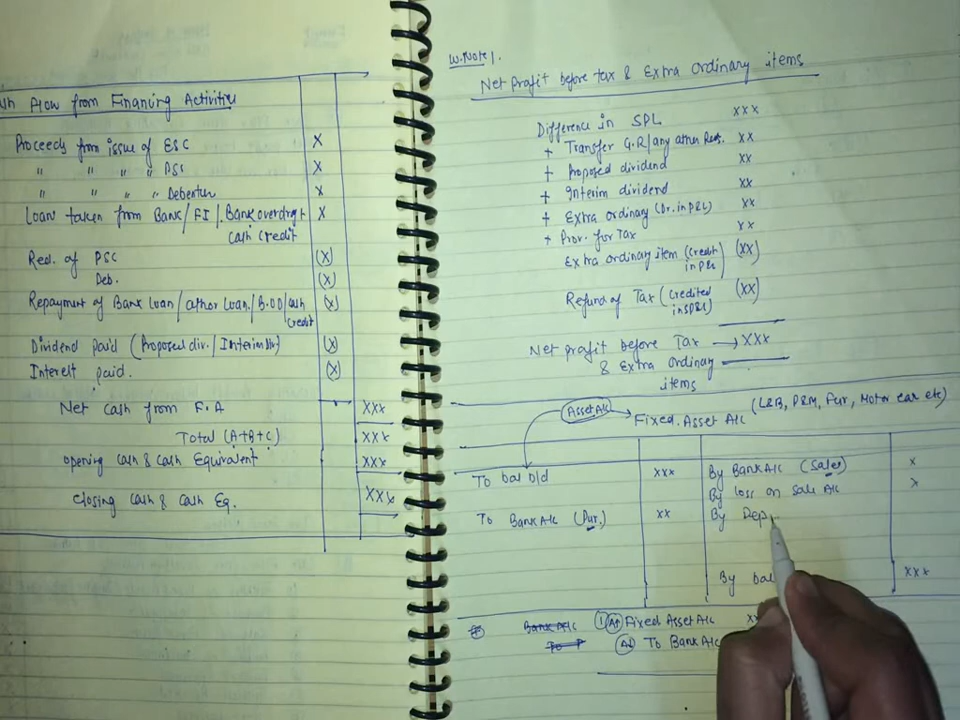 ash Flow from Financing Activities
Proceeds from issue of ESC X
" " " " PSC X
" " " " Debenture X
Loan taken from Bank/FI/Bank overdraft X
cash credit
Red. of PSC (X)
Deb. (X)
Repayment of Bank loan/other loan/B.OD/cash (X)
credit
Dividend paid (Proposed div./Interim div) (X)
Interest paid. (X)
Net cash from F.A XXX
Total (A+B+C) XXX
opening cash & cash Equivalent XXX
closing cash & cash Eq. XXX
W.Note 1.
Net profit before tax & Extra Ordinary items
Difference in SPL XXX
+ Transfer G.R/any other Res. XX
+ Proposed dividend XX
+ Interim dividend XX
+ Extra Ordinary (Dr. in P&L) XX
+ Prov. for Tax XX
Extra ordinary item (credit (XX)
in P&L)
Refund of Tax (credited (XX)
in SP&L)
Net profit before Tax → XXX
& Extra Ordinary
items
Asset A/c Fixed Asset A/c (L&B, P&M, Fur, Motor car etc)
To bal b/d XXX By Bank A/c (Sales) X
By loss on sale A/c X
To Bank A/c (Pur.) XX By Dep
By bal XXX
Bank A/c Fixed Asset A/c
To Bank A/c